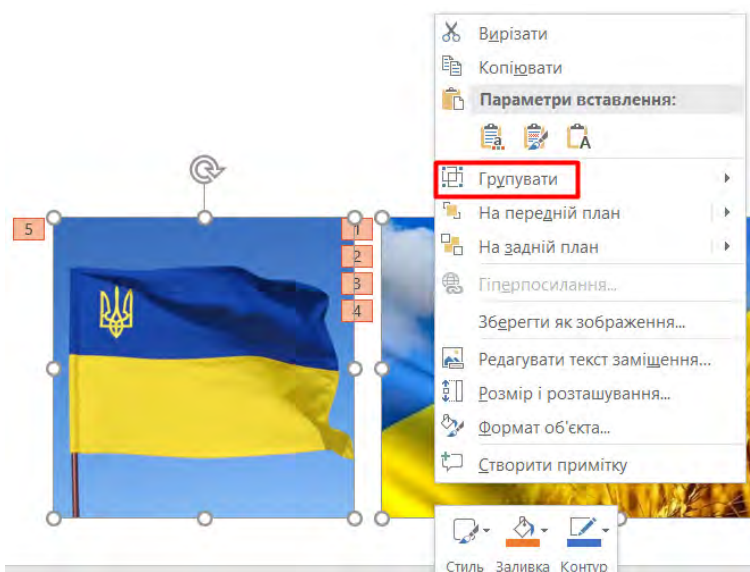 Вирізати
Копіювати
Параметри вставлення:
Групувати
На передній план
На задній план
Гіперпосилання...
Зберегти як зображення...
Редагувати текст заміщення...
Розмір і розташування...
Формат об'єкта...
Створити примітку
5
1
2
3
4
Стиль Заливка Контур